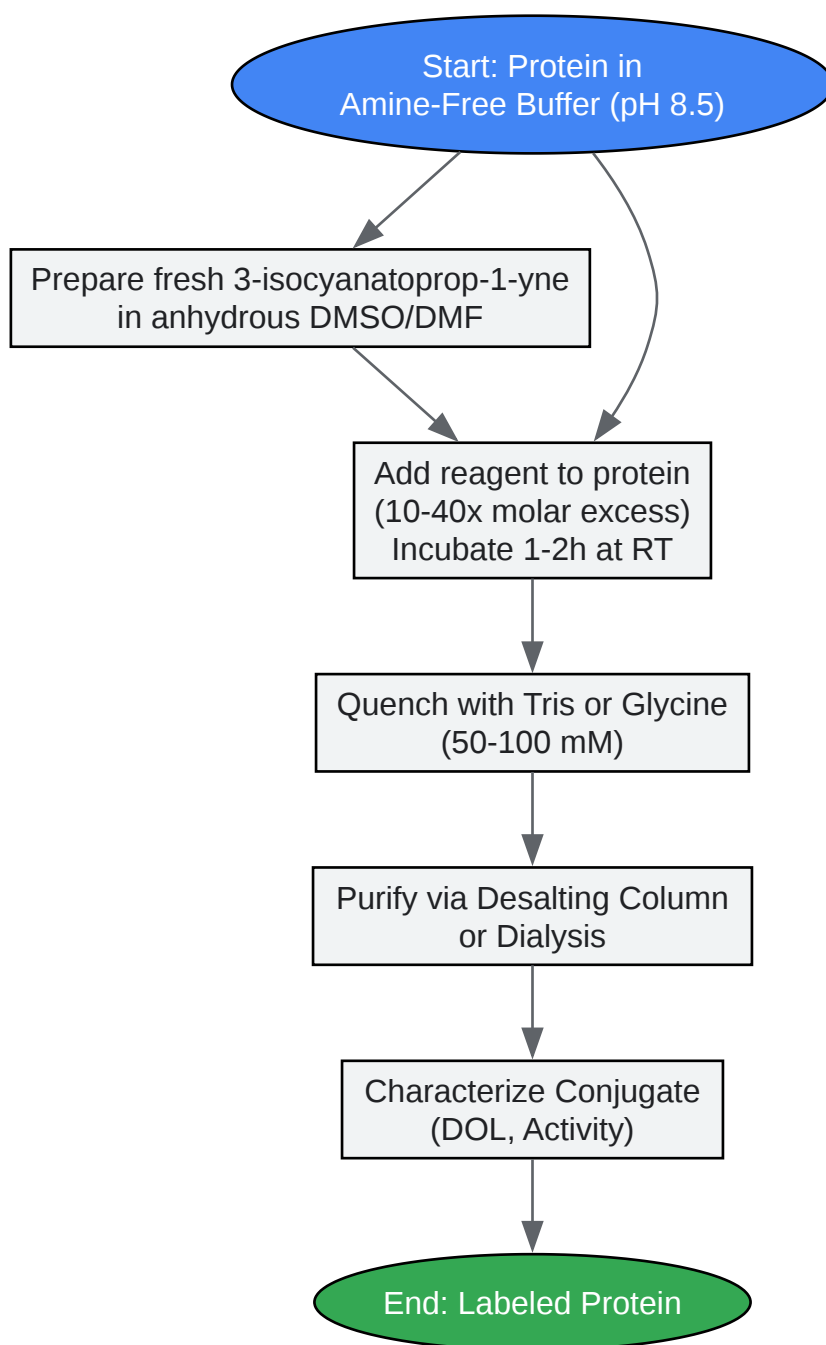 Start: Protein in
Amine-Free Buffer (pH 8.5)
Prepare fresh 3-isocyanatoprop-1-yne
in anhydrous DMSO/DMF
Add reagent to protein
(10-40x molar excess)
Incubate 1-2h at RT
Quench with Tris or Glycine
(50-100 mM)
Purify via Desalting Column
or Dialysis
Characterize Conjugate
(DOL, Activity)
End: Labeled Protein